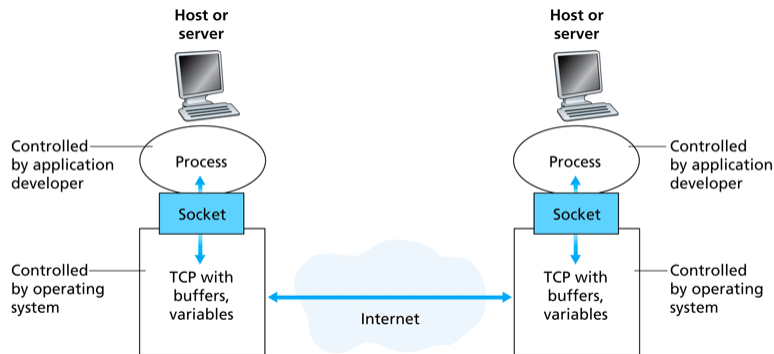 Host or
server
Host or
server
Controlled
by application
developer
Process
Process
Controlled
by application
developer
Socket
Socket
Controlled
by operating
system
TCP with
buffers,
variables
Internet
TCP with
buffers,
variables
Controlled
by operating
system